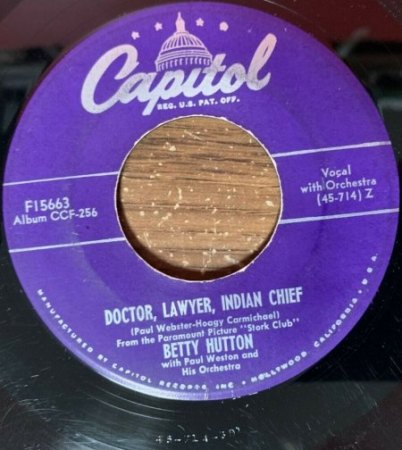 Capitol
REG. U.S. PAT. OFF.
F15663
Album CCF-256
Vocal
with Orchestra
(45-714) Z
DOCTOR, LAWYER, INDIAN CHIEF
(Paul Webster-Hoagy Carmichael)
From the Paramount Picture "Stork Club"
BETTY HUTTON
with Paul Weston and
His Orchestra
MANUFACTURED BY CAPITOL RECORDS INC • HOLLYWOOD, CALIFORNIA, U.S.A.